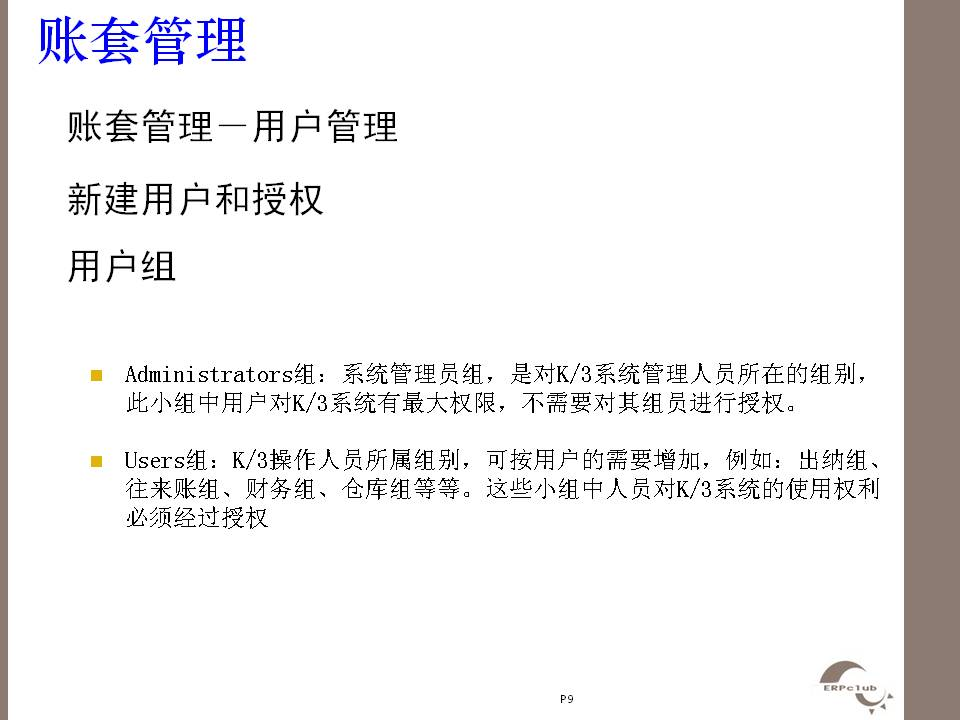 账套管理
账套管理－用户管理
新建用户和授权
用户组
Administrators组：系统管理员组，是对K/3系统管理人员所在的组别，
此小组中用户对K/3系统有最大权限，不需要对其组员进行授权。
Users组：K/3操作人员所属组别，可按用户的需要增加，例如：出纳组、
往来账组、财务组、仓库组等等。这些小组中人员对K/3系统的使用权利
必须经过授权
ERPclub
P9